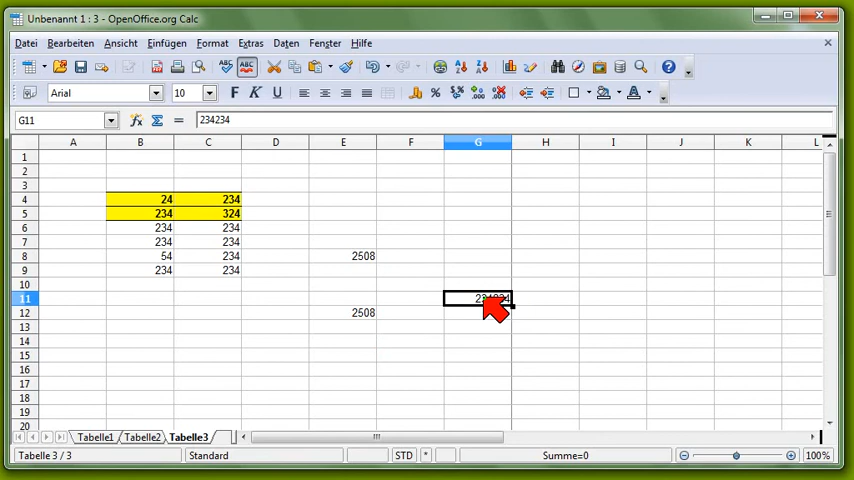 Unbenannt 1 : 3 - OpenOffice.org Calc
Datei Bearbeiten Ansicht Einfügen Format Extras Daten Fenster Hilfe
ABC ABC
Arial 10 F K U
G11 234234
A B C D E F G H I J K L
1
2
3
4 24 234
5 234 324
6 234 234
7 234 234
8 54 234 2508
9 234 234
10
11
12 2508
13
14
15
16
17
18
19
20
Tabelle1 Tabelle2 Tabelle3
Tabelle 3 / 3 Standard STD * Summe=0 100%